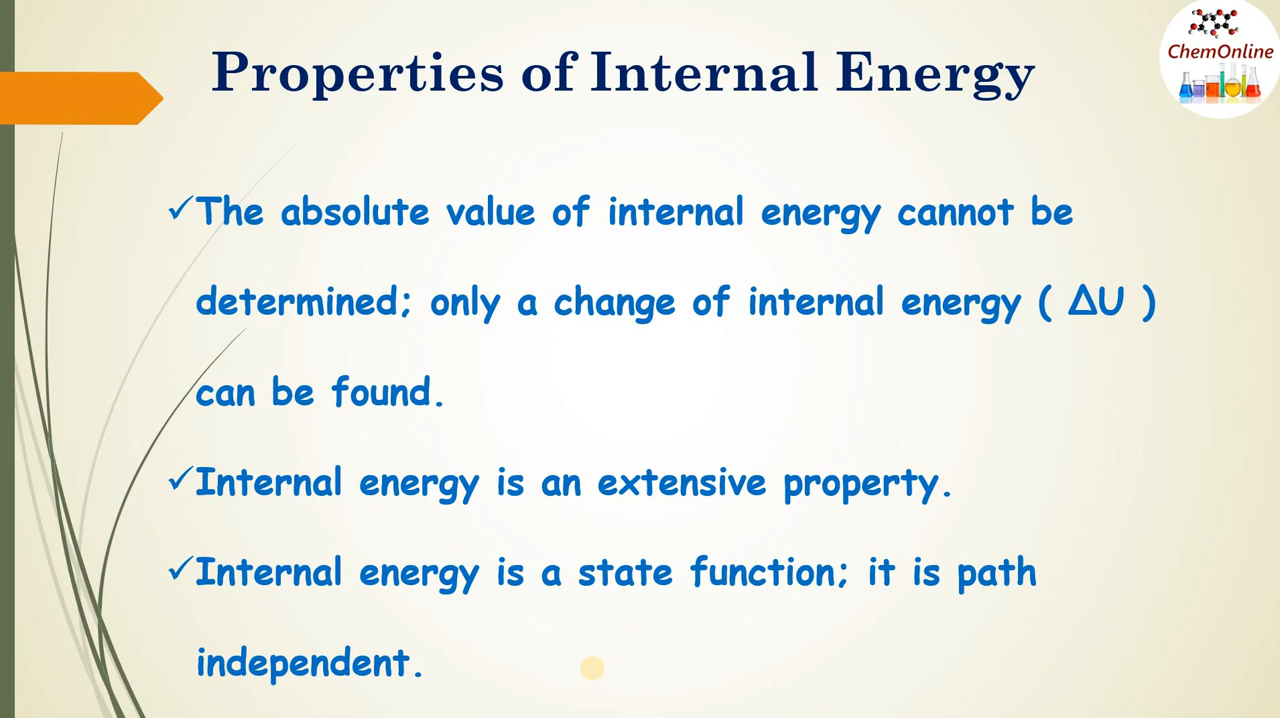 Properties of Internal Energy
ChemOnline
✓The absolute value of internal energy cannot be
determined; only a change of internal energy ( ΔU )
can be found.
✓Internal energy is an extensive property.
✓Internal energy is a state function; it is path
independent.